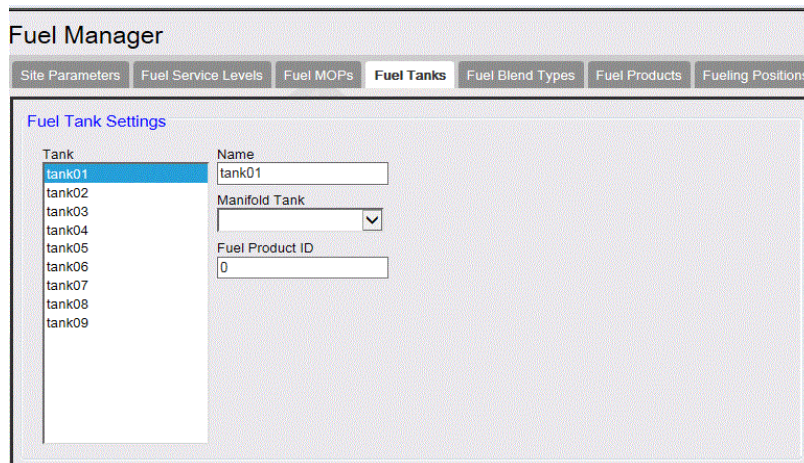 Fuel Manager
Site Parameters Fuel Service Levels Fuel MOPs Fuel Tanks Fuel Blend Types Fuel Products Fueling Positions
Fuel Tank Settings
Tank
tank01
tank02
tank03
tank04
tank05
tank06
tank07
tank08
tank09
Name
tank01
Manifold Tank
Fuel Product ID
0